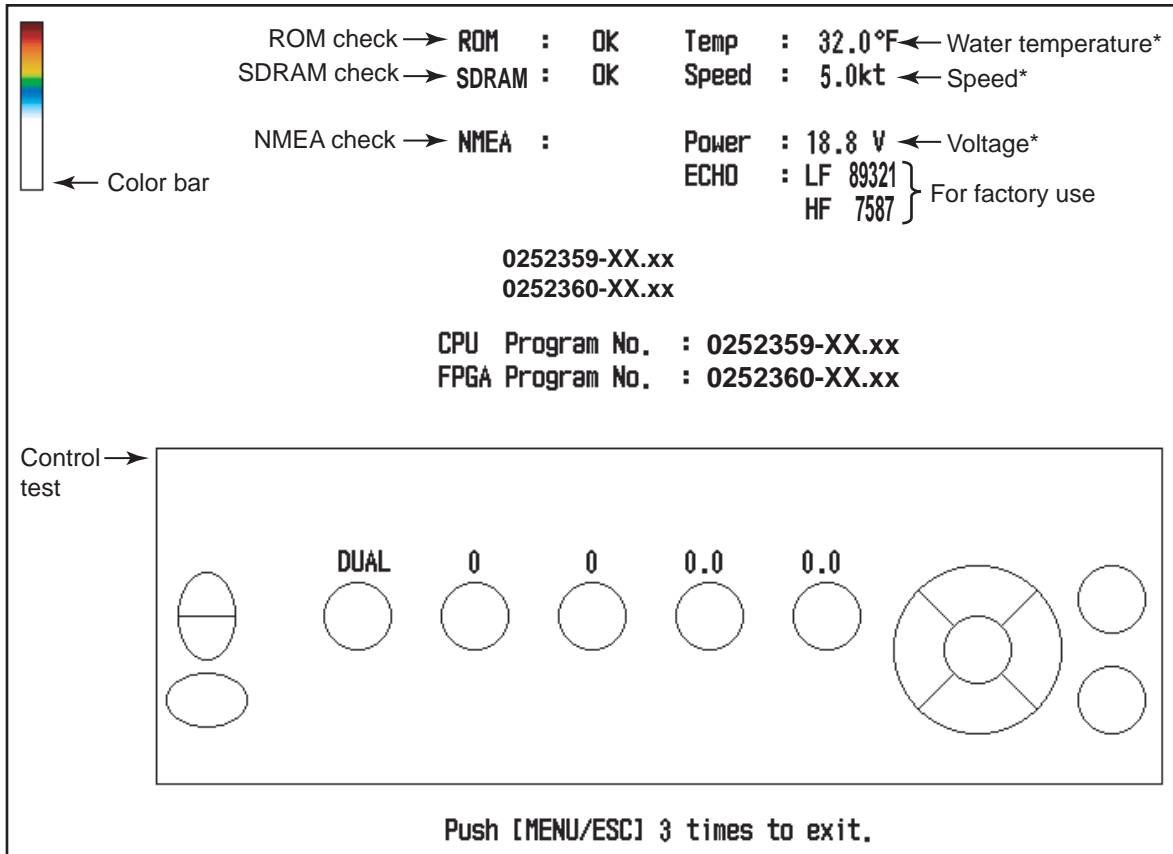 ROM check ROM : OK Temp : 32.0°F Water temperature*
SDRAM check SDRAM : OK Speed : 5.0kt Speed*
NMEA check NMEA : Power : 18.8 V Voltage*
Color bar
ECHO : LF 89321
HF 7587
For factory use
0252359-XX.xx
0252360-XX.xx
CPU Program No. : 0252359-XX.xx
FPGA Program No. : 0252360-XX.xx
Control
test
DUAL 0 0 0.0 0.0
Push [MENU/ESC] 3 times to exit.